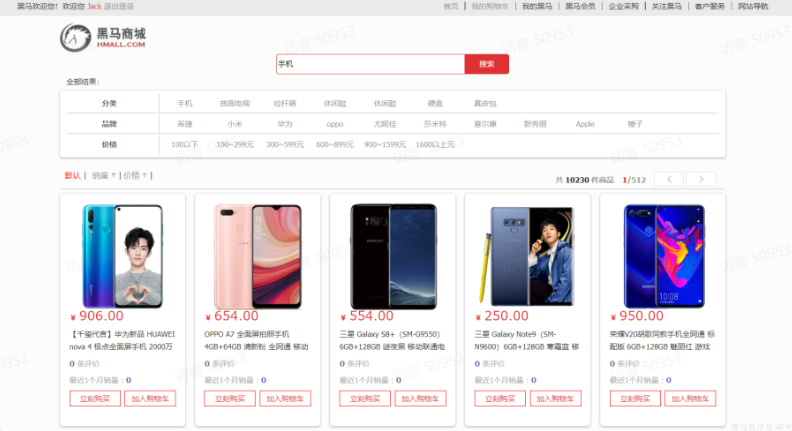 黑马欢迎您！欢迎您 Jack 退出登录
首页 | 我的购物车 | 我的黑马 | 黑马会员 | 企业采购 | 关注黑马 | 客户服务 | 网站导航
黑马商城
HMALL.COM
手机 搜索
全部结果：
分类 手机 曲面电视 拉杆箱 休闲鞋 休闲鞋 硬盘 真皮包
品牌 希捷 小米 华为 oppo 尤妮佳 莎米特 意尔康 新秀丽 Apple 锤子
价格 100以下 100~299元 300~599元 600~899元 900~1599元 1600以上元
默认 | 销量 | 价格 |
共 10230 件商品 1/512
¥ 906.00
【千玺代言】华为新品 HUAWEI
nova 4 极点全面屏手机 2000万
0 条评价
最近1个月销量：0
立刻购买 加入购物车
¥ 654.00
OPPO A7 全面屏拍照手机
4GB+64GB 清新粉 全网通 移动
0 条评价
最近1个月销量：0
立刻购买 加入购物车
¥ 554.00
三星 Galaxy S8+（SM-G9550）
6GB+128GB 谜夜黑 移动联通电
0 条评价
最近1个月销量：0
立刻购买 加入购物车
¥ 250.00
三星 Galaxy Note9（SM-
N9600）6GB+128GB 寒霜蓝 移
0 条评价
最近1个月销量：0
立刻购买 加入购物车
¥ 950.00
荣耀V20胡歌同款手机全网通 标
配版 6GB+128GB 魅丽红 游戏
0 条评价
最近1个月销量：0
立刻购买 加入购物车
10:08
访客 S0953